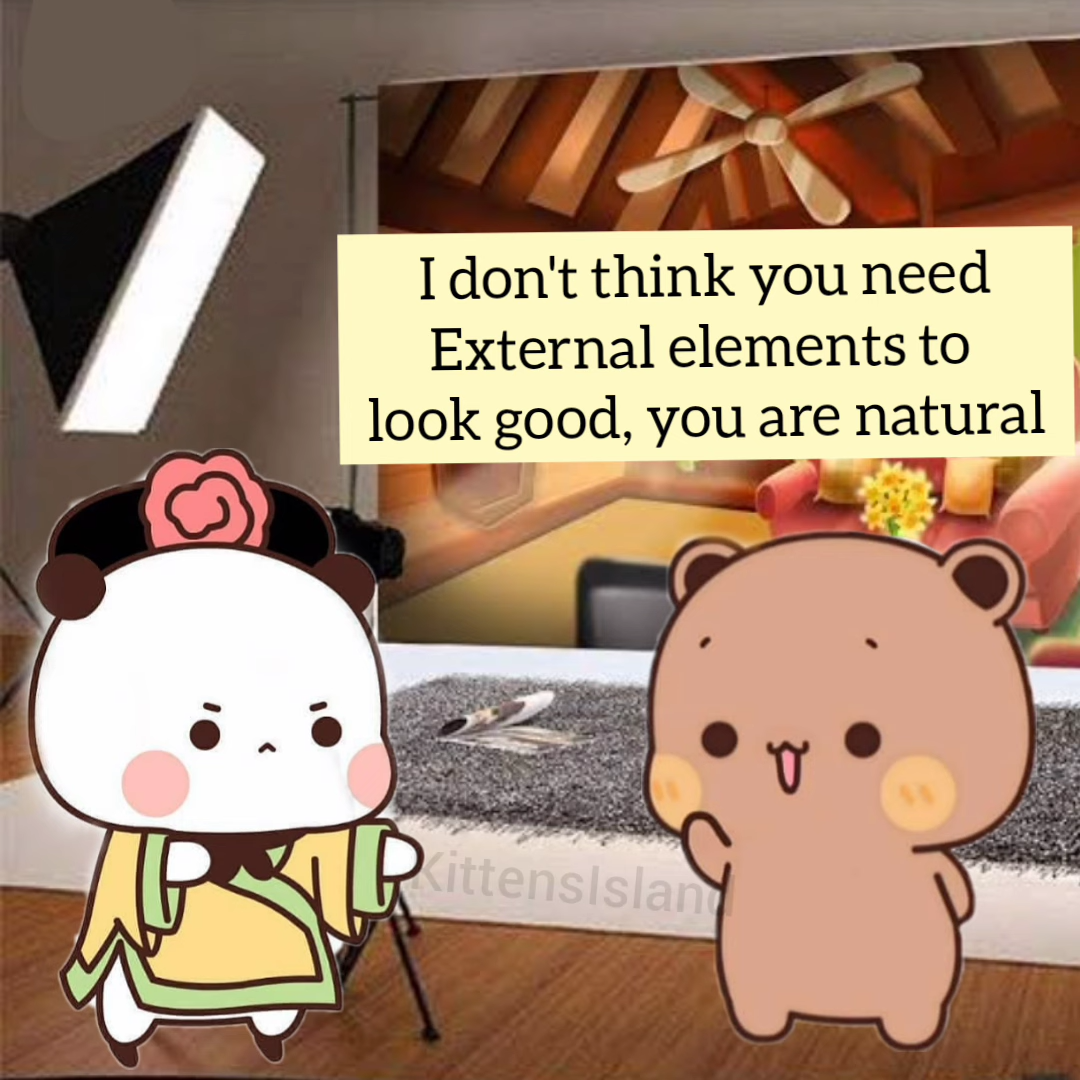 I don't think you need
External elements to
look good, you are natural
KittensIsland